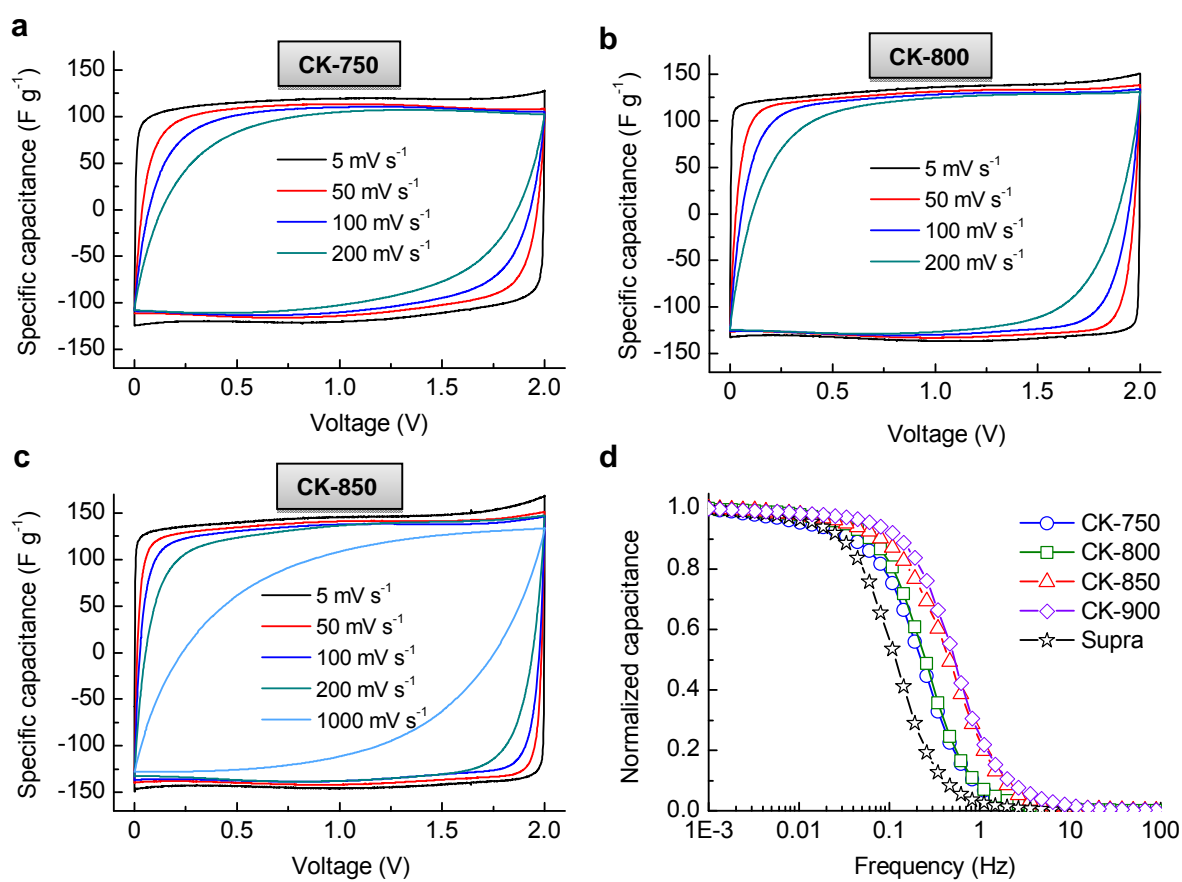 a
CK-750
150
100
50
0
-50
-100
-150
Specific capacitance (F g⁻¹)
5 mV s⁻¹
50 mV s⁻¹
100 mV s⁻¹
200 mV s⁻¹
0
0.5
1.0
1.5
2.0
Voltage (V)
b
CK-800
150
100
50
0
-50
-100
-150
Specific capacitance (F g⁻¹)
5 mV s⁻¹
50 mV s⁻¹
100 mV s⁻¹
200 mV s⁻¹
0
0.5
1.0
1.5
2.0
Voltage (V)
c
CK-850
150
100
50
0
-50
-100
-150
Specific capacitance (F g⁻¹)
5 mV s⁻¹
50 mV s⁻¹
100 mV s⁻¹
200 mV s⁻¹
1000 mV s⁻¹
0
0.5
1.0
1.5
2.0
Voltage (V)
d
1.0
0.8
0.6
0.4
0.2
0.0
Normalized capacitance
CK-750
CK-800
CK-850
CK-900
Supra
1E-3
0.01
0.1
1
10
100
Frequency (Hz)